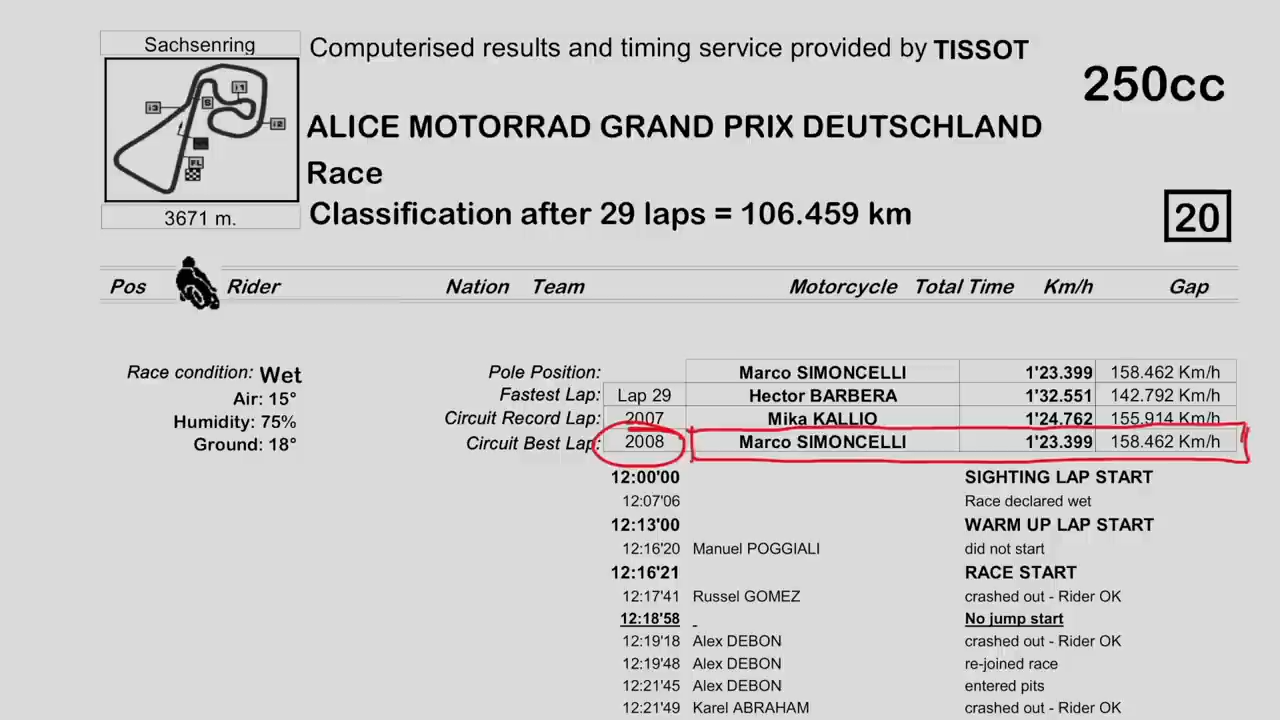 Sachsenring
Computerised results and timing service provided by TISSOT
250cc
i1
S
i3
i2
FL
ALICE MOTORRAD GRAND PRIX DEUTSCHLAND
Race
3671 m.
Classification after 29 laps = 106.459 km
20
Pos Rider Nation Team Motorcycle Total Time Km/h Gap
Race condition: Wet
Air: 15°
Humidity: 75%
Ground: 18°
Pole Position: Marco SIMONCELLI 1'23.399 158.462 Km/h
Fastest Lap: Lap 29 Hector BARBERA 1'32.551 142.792 Km/h
Circuit Record Lap: 2007 Mika KALLIO 1'24.762 155.914 Km/h
Circuit Best Lap: 2008 Marco SIMONCELLI 1'23.399 158.462 Km/h
12:00'00 SIGHTING LAP START
12:07'06 Race declared wet
12:13'00 WARM UP LAP START
12:16'20 Manuel POGGIALI did not start
12:16'21 RACE START
12:17'41 Russel GOMEZ crashed out - Rider OK
12:18'58 No jump start
12:19'18 Alex DEBON crashed out - Rider OK
12:19'48 Alex DEBON re-joined race
12:21'45 Alex DEBON entered pits
12:21'49 Karel ABRAHAM crashed out - Rider OK